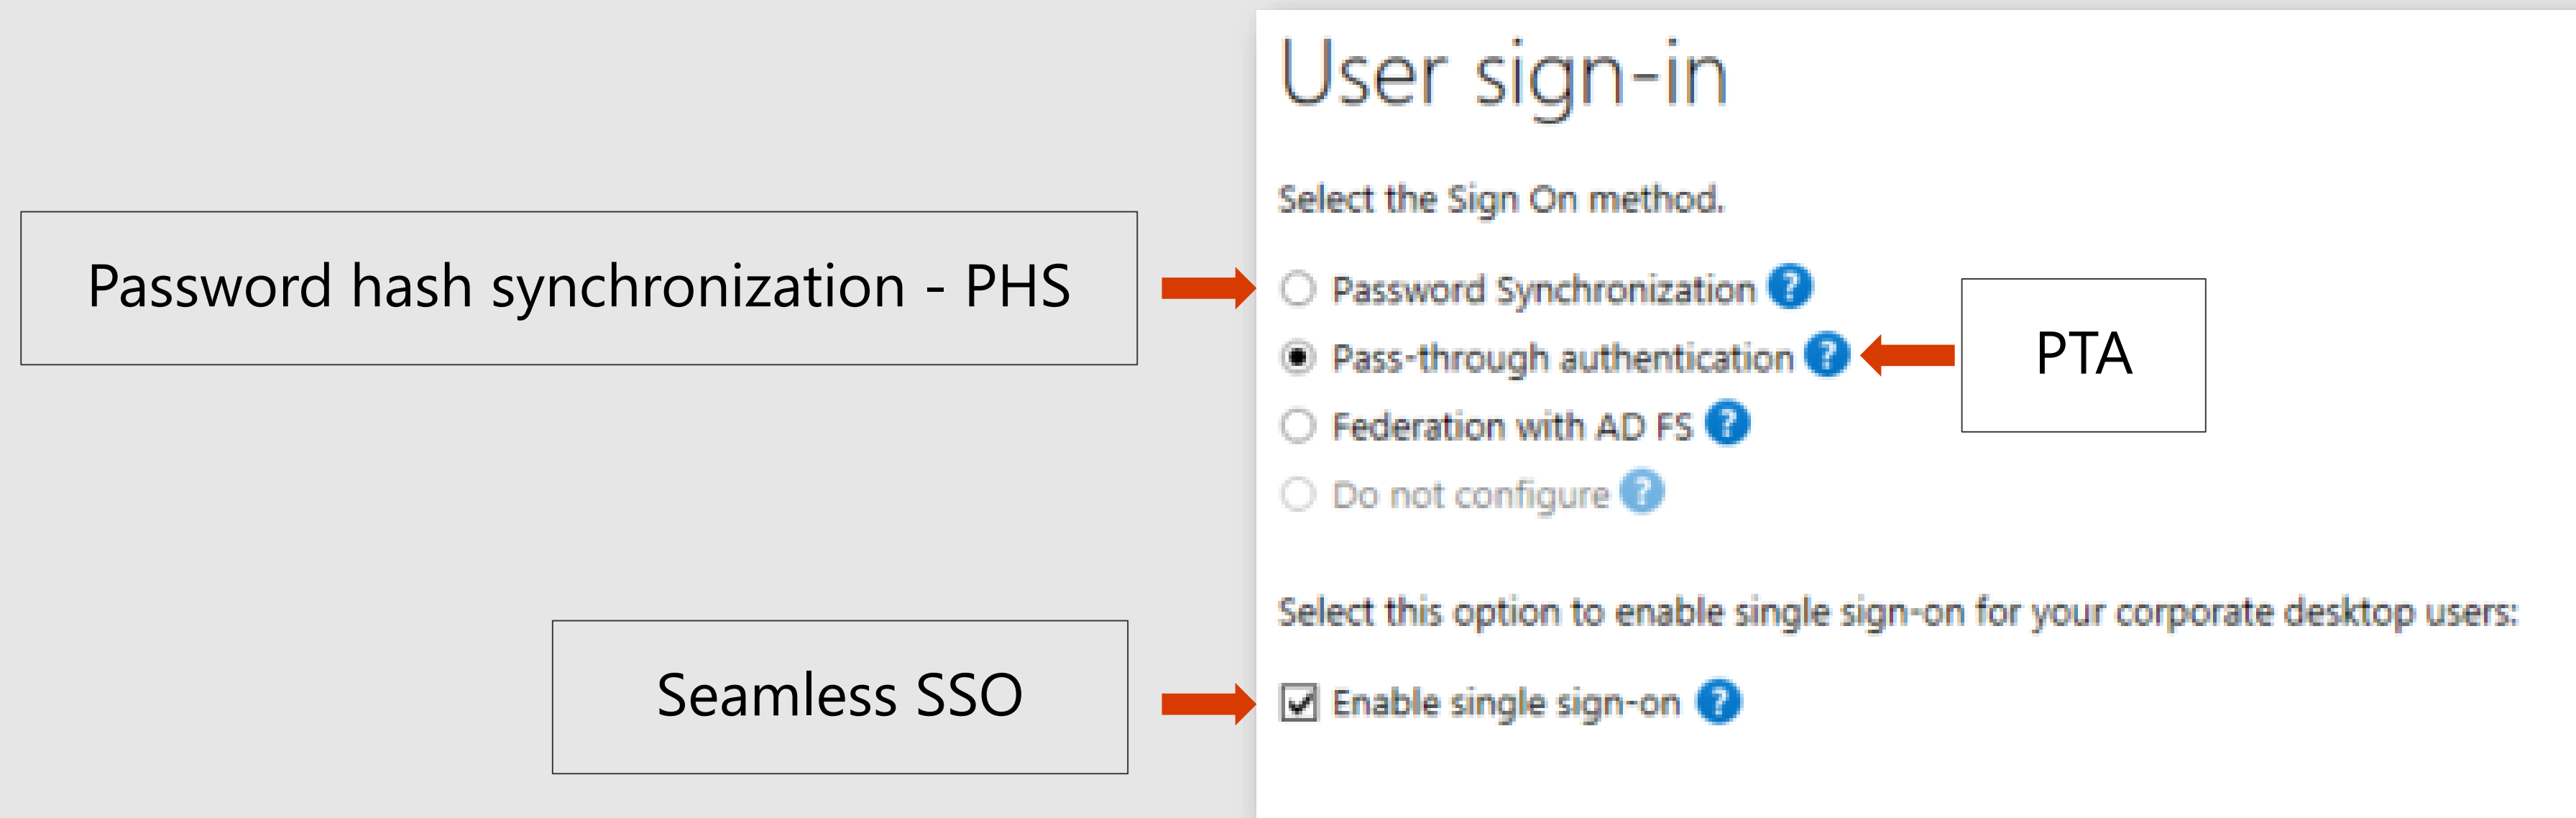 User sign-in
Select the Sign On method.
Password hash synchronization - PHS
Password Synchronization ?
Pass-through authentication ?
PTA
Federation with AD FS ?
Do not configure ?
Select this option to enable single sign-on for your corporate desktop users:
Seamless SSO
Enable single sign-on ?